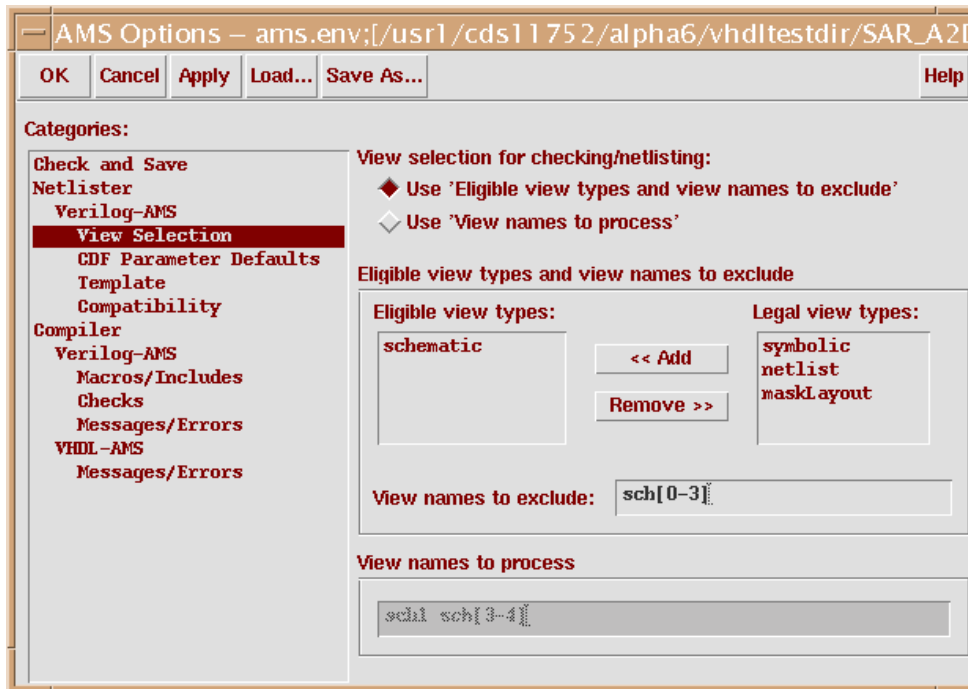 AMS Options – ams.env;[/usr1/cds11752/alpha6/vhdltestdir/SAR_A2D
OK Cancel Apply Load... Save As... Help
Categories:
Check and Save
Netlister
Verilog-AMS
View Selection
CDF Parameter Defaults
Template
Compatibility
Compiler
Verilog-AMS
Macros/Includes
Checks
Messages/Errors
VHDL-AMS
Messages/Errors
View selection for checking/netlisting:
Use 'Eligible view types and view names to exclude'
Use 'View names to process'
Eligible view types and view names to exclude
Eligible view types:
schematic
<< Add
Remove >>
Legal view types:
symbolic
netlist
maskLayout
View names to exclude: sch[0-3]
View names to process
sch1 sch[3-4]